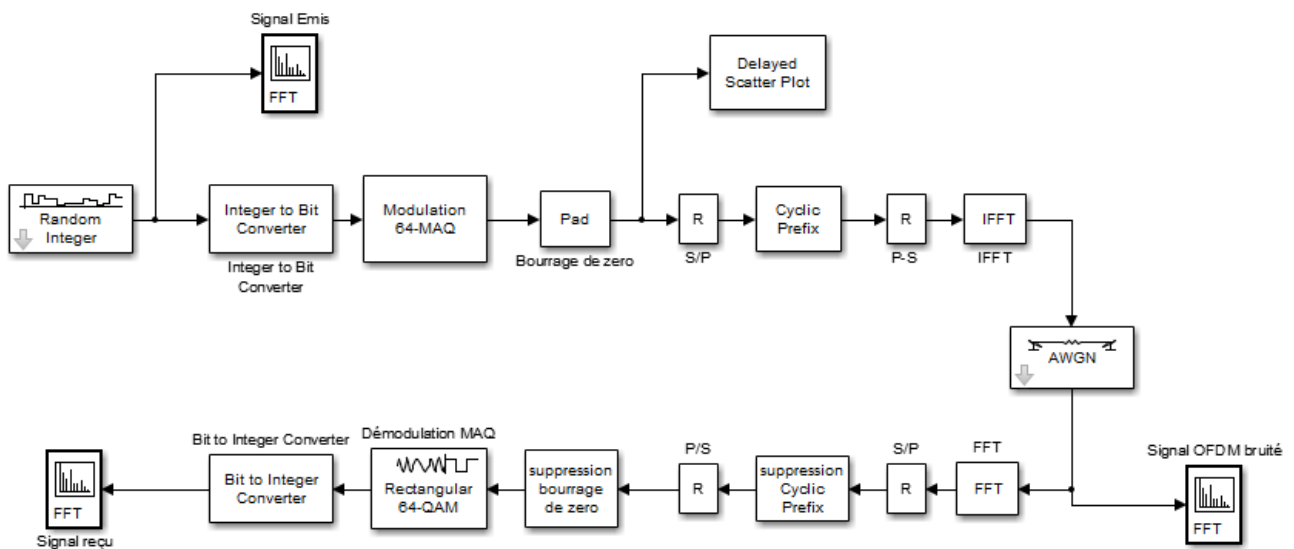 Signal Emis
FFT
Delayed
Scatter Plot
Random
Integer
Integer to Bit
Converter
Integer to Bit
Converter
Modulation
64-MAQ
Pad
Bourrage de zero
R
S/P
Cyclic
Prefix
R
P-S
IFFT
IFFT
AWGN
Signal OFDM bruité
FFT
FFT
FFT
S/P
R
suppression
Cyclic
Prefix
P/S
R
suppression
bourrage
de zero
Démodulation MAQ
Rectangular
64-QAM
Bit to Integer Converter
Bit to Integer
Converter
FFT
Signal reçu